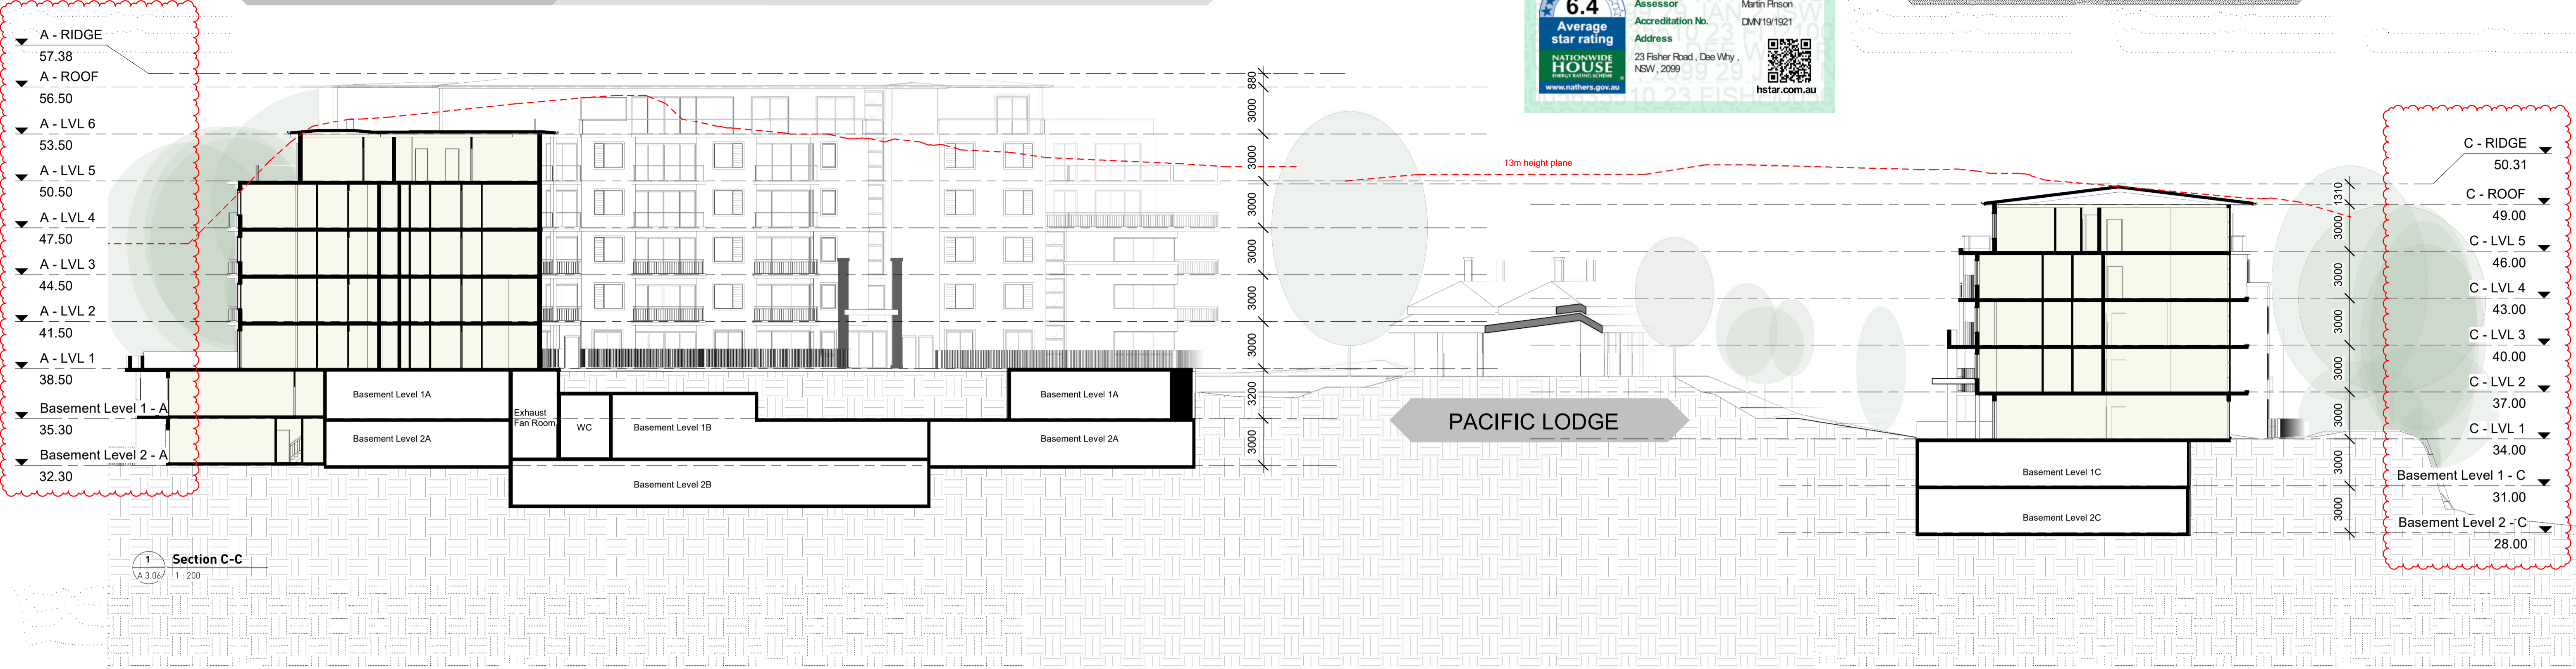 A - RIDGE
57.38
A - ROOF
56.50
A - LVL 6
53.50
A - LVL 5
50.50
A - LVL 4
47.50
A - LVL 3
44.50
A - LVL 2
41.50
A - LVL 1
38.50
Basement Level 1 - A
35.30
Basement Level 2 - A
32.30
880
3000
3000
3000
3000
3000
3000
3200
3000
Basement Level 1A
Basement Level 2A
Exhaust
Fan Room
WC
Basement Level 1B
Basement Level 2B
Basement Level 1A
Basement Level 2A
6.4
Average
star rating
NATIONWIDE
HOUSE
ENERGY RATING SCHEME
www.nathers.gov.au
Assessor
Martin Pinson
Accreditation No.
DMN/19/1921
Address
23 Fisher Road , Dee Why ,
NSW , 2099
hstar.com.au
13m height plane
PACIFIC LODGE
Basement Level 1C
Basement Level 2C
1310
3000
3000
3000
3000
3000
3000
3000
C - RIDGE
50.31
C - ROOF
49.00
C - LVL 5
46.00
C - LVL 4
43.00
C - LVL 3
40.00
C - LVL 2
37.00
C - LVL 1
34.00
Basement Level 1 - C
31.00
Basement Level 2 - C
28.00
1
A 3.06
Section C-C
1 : 200